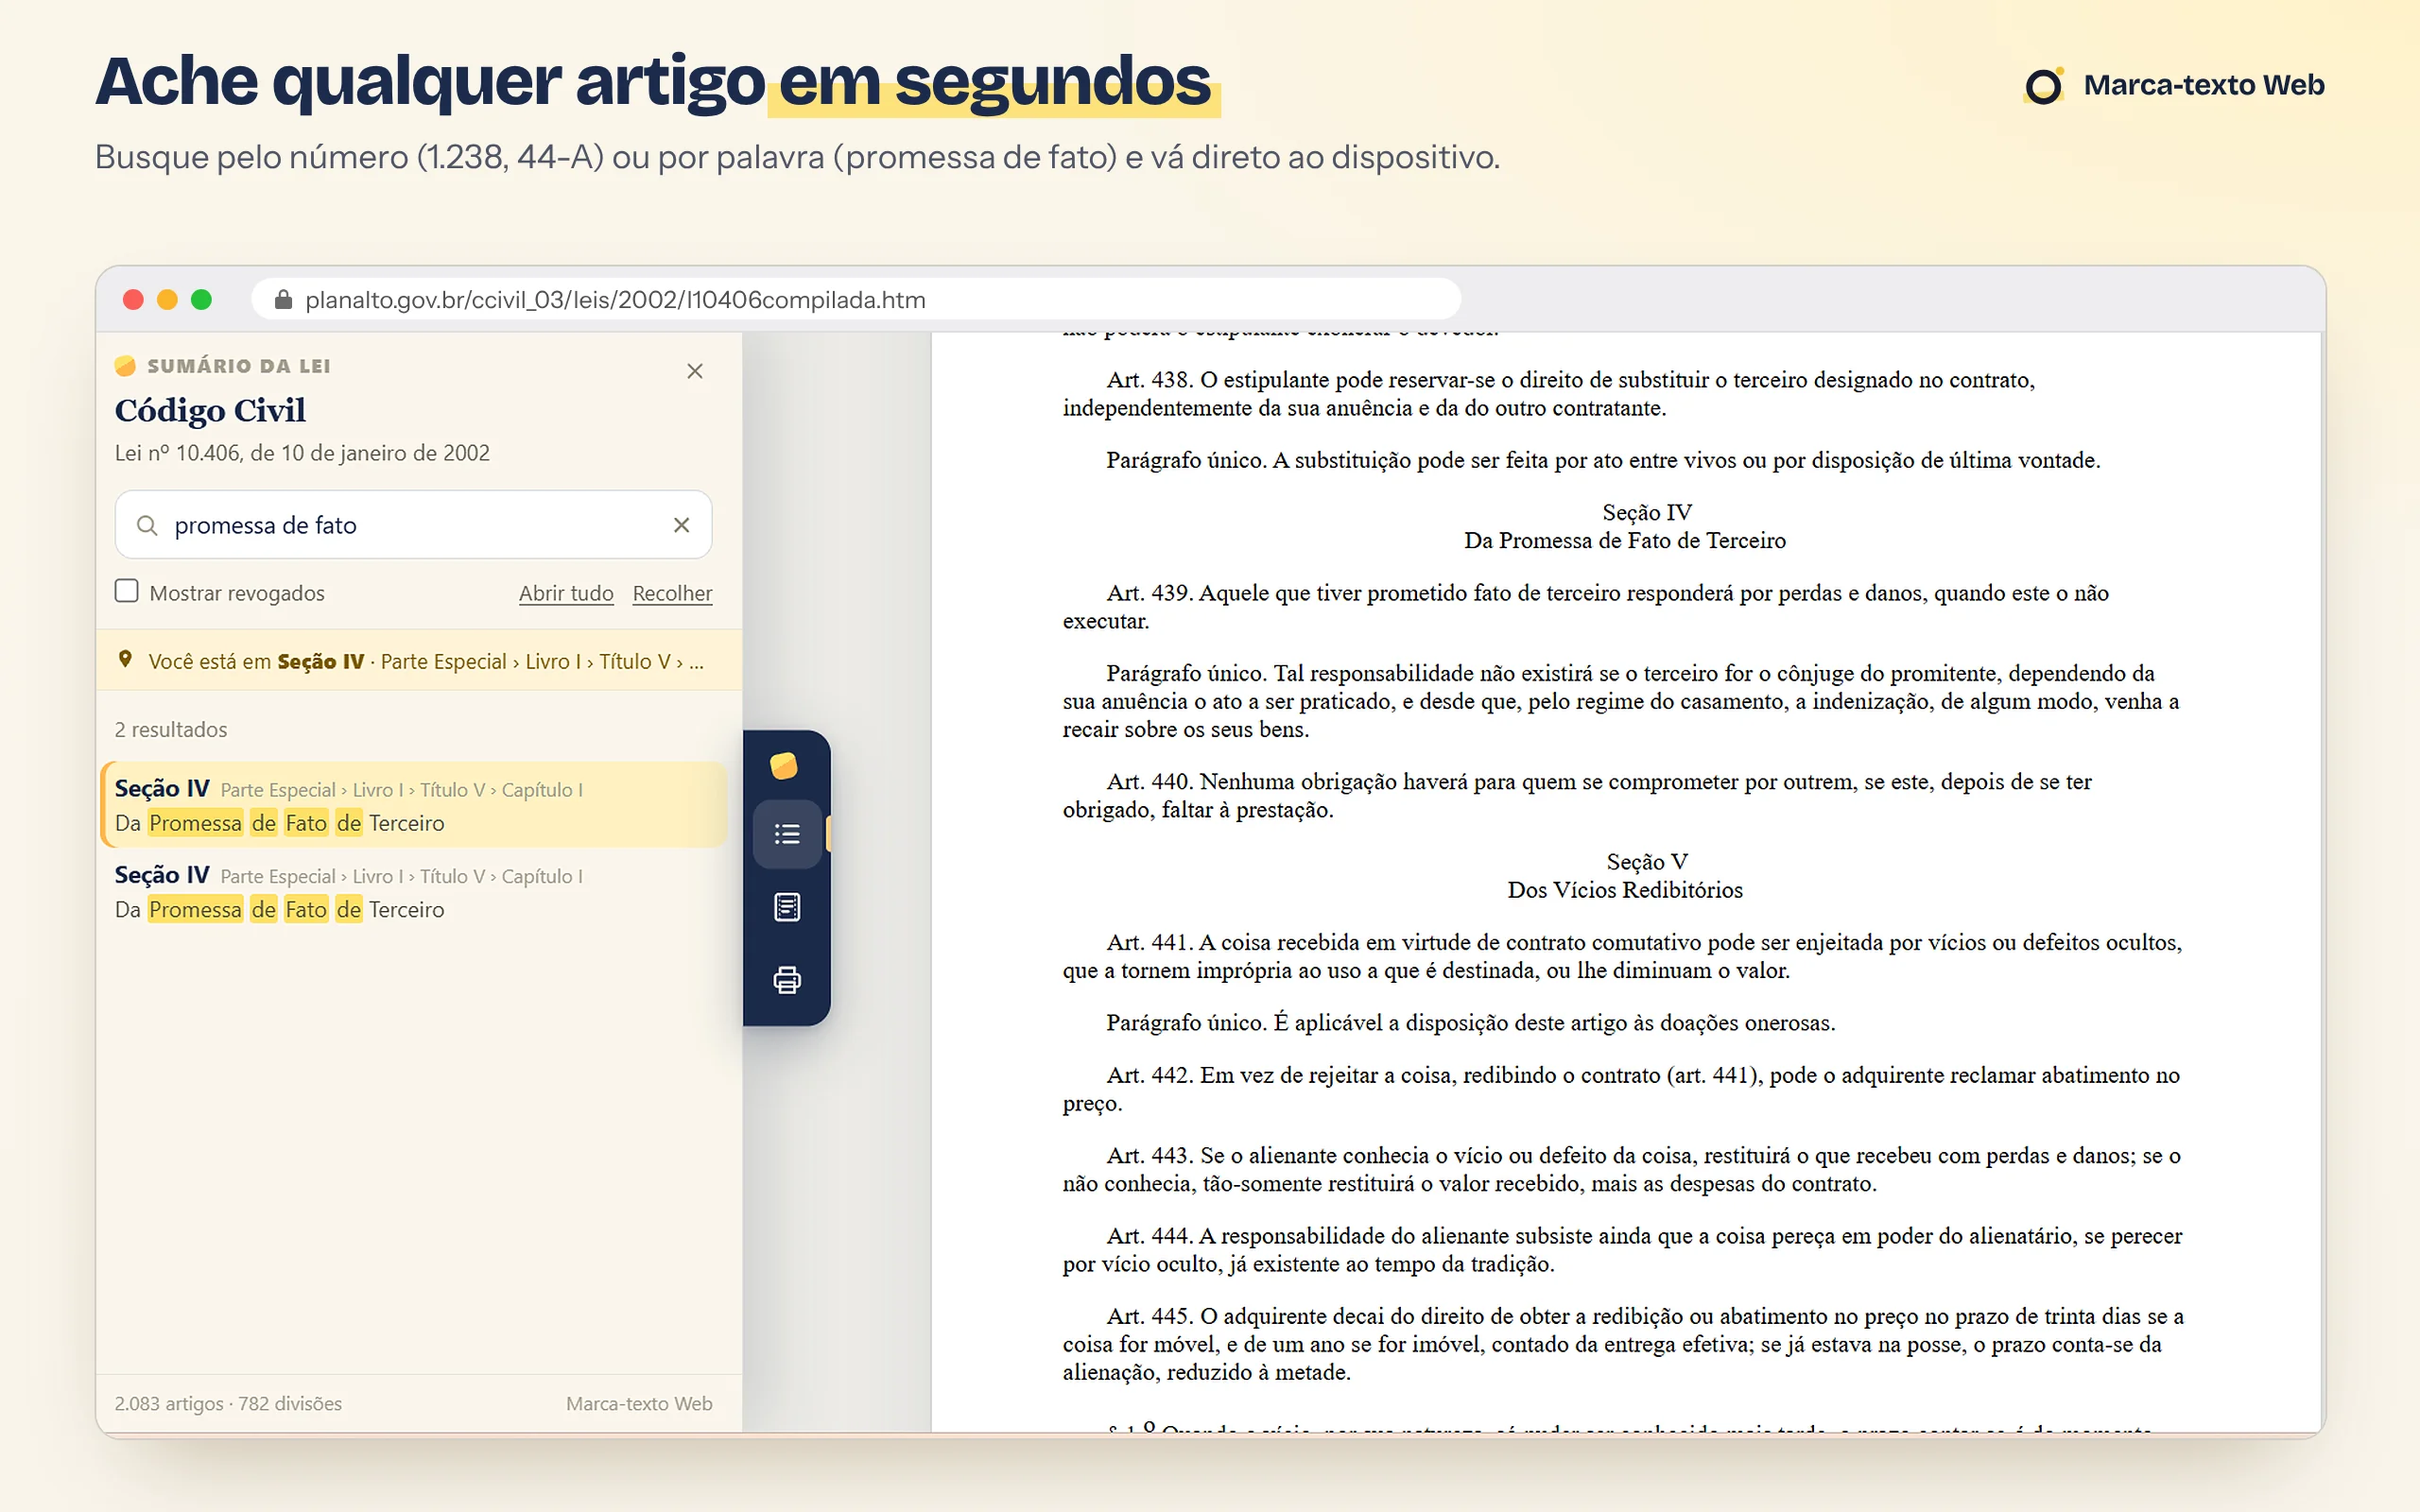 Ache qualquer artigo em segundos
Marca-texto Web
Busque pelo número (1.238, 44-A) ou por palavra (promessa de fato) e vá direto ao dispositivo.
planalto.gov.br/ccivil_03/leis/2002/l10406compilada.htm
SUMÁRIO DA LEI
Código Civil
Lei nº 10.406, de 10 de janeiro de 2002
promessa de fato
Mostrar revogados Abrir tudo Recolher
Você está em Seção IV · Parte Especial › Livro I › Título V › ...
2 resultados
Seção IV Parte Especial › Livro I › Título V › Capítulo I
Da Promessa de Fato de Terceiro
Seção IV Parte Especial › Livro I › Título V › Capítulo I
Da Promessa de Fato de Terceiro
2.083 artigos · 782 divisões Marca-texto Web
não poderá o estipulante exonerar o devedor.
Art. 438. O estipulante pode reservar-se o direito de substituir o terceiro designado no contrato,
independentemente da sua anuência e da do outro contratante.
Parágrafo único. A substituição pode ser feita por ato entre vivos ou por disposição de última vontade.
Seção IV
Da Promessa de Fato de Terceiro
Art. 439. Aquele que tiver prometido fato de terceiro responderá por perdas e danos, quando este o não
executar.
Parágrafo único. Tal responsabilidade não existirá se o terceiro for o cônjuge do promitente, dependendo da
sua anuência o ato a ser praticado, e desde que, pelo regime do casamento, a indenização, de algum modo, venha a
recair sobre os seus bens.
Art. 440. Nenhuma obrigação haverá para quem se comprometer por outrem, se este, depois de se ter
obrigado, faltar à prestação.
Seção V
Dos Vícios Redibitórios
Art. 441. A coisa recebida em virtude de contrato comutativo pode ser enjeitada por vícios ou defeitos ocultos,
que a tornem imprópria ao uso a que é destinada, ou lhe diminuam o valor.
Parágrafo único. É aplicável a disposição deste artigo às doações onerosas.
Art. 442. Em vez de rejeitar a coisa, redibindo o contrato (art. 441), pode o adquirente reclamar abatimento no
preço.
Art. 443. Se o alienante conhecia o vício ou defeito da coisa, restituirá o que recebeu com perdas e danos; se o
não conhecia, tão-somente restituirá o valor recebido, mais as despesas do contrato.
Art. 444. A responsabilidade do alienante subsiste ainda que a coisa pereça em poder do alienatário, se perecer
por vício oculto, já existente ao tempo da tradição.
Art. 445. O adquirente decai do direito de obter a redibição ou abatimento no preço no prazo de trinta dias se a
coisa for móvel, e de um ano se for imóvel, contado da entrega efetiva; se já estava na posse, o prazo conta-se da
alienação, reduzido à metade.